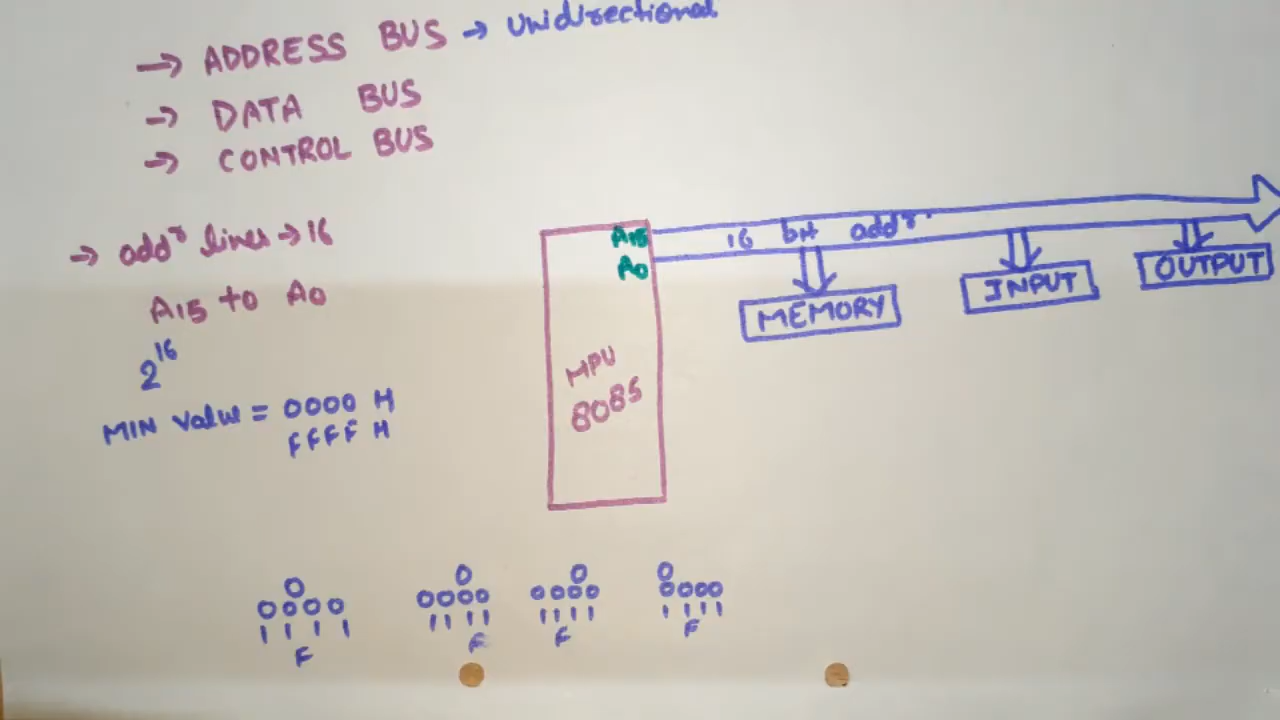 → ADDRESS BUS → Unidirectional
→ DATA BUS
→ CONTROL BUS
→ addr lines → 16
A15 to A0
2^16
MIN Value = 0000 H
FFFF H
A15
A0
MPU
8085
16 bit addr.
MEMORY
INPUT
OUTPUT
0 0 0 0
0000 0000 0000 0000
1111 1111 1111 1111
F F F F